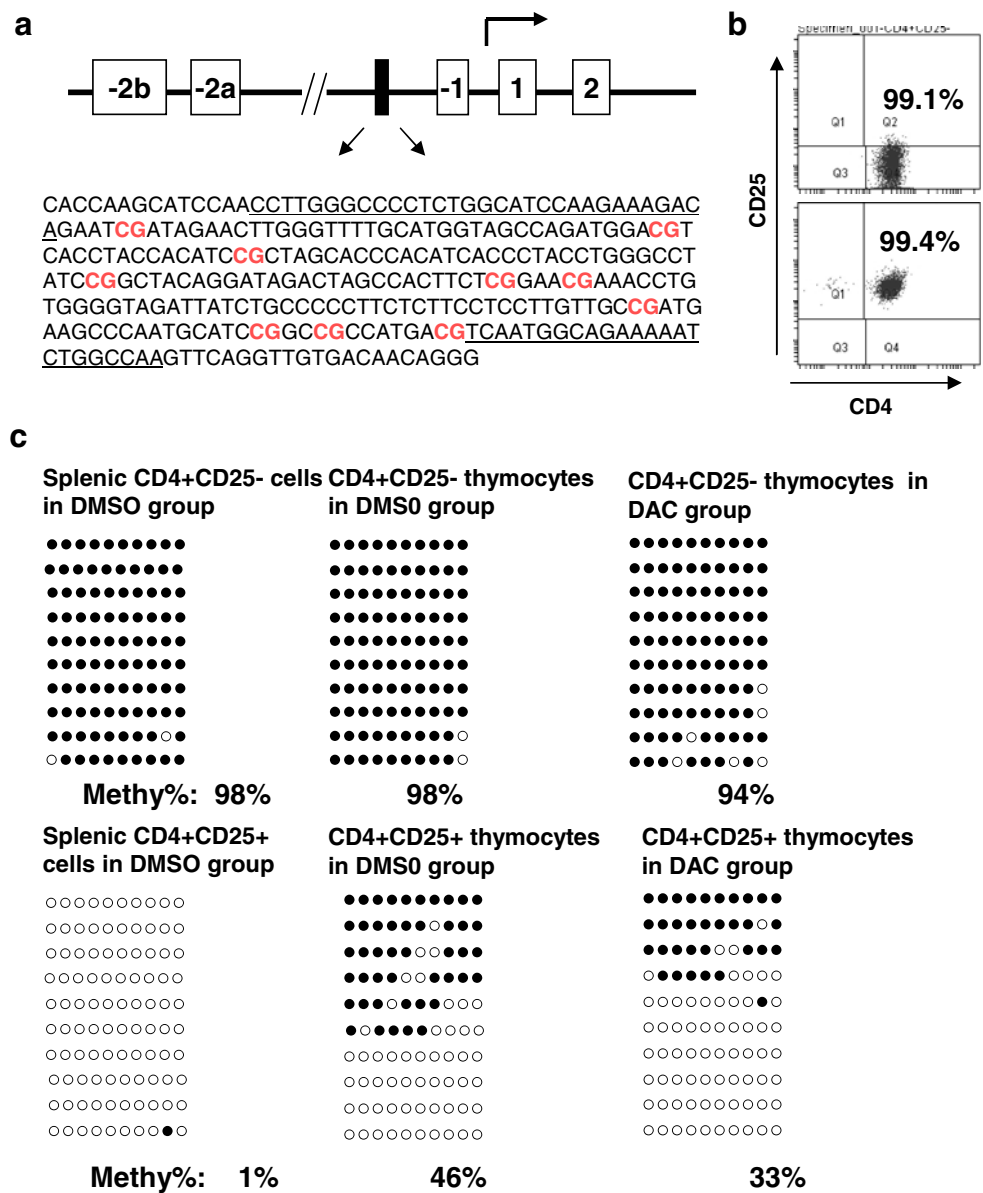 a
-2b
-2a
-1
1
2
CACCAAGCATCCAACCTTGGGCCCCTCTGGCATCCAAGAAAGAC
AGAATCGATAGAACTTGGGTTTTGCATGGTAGCCAGATGGACGT
CACCTACCACATCCGCTAGCACCCACATCACCCTACCTGGGCCT
ATCCGGCTACAGGATAGACTAGCCACTTCTCGGAACGAAACCTG
TGGGGTAGATTATCTGCCCCCTTCTCTTCCTCCTTGTTGCCGATG
AAGCCCAATGCATCCGGCCGCCATGACGTCAATGGCAGAAAAAT
CTGGCCAAGTTCAGGTTGTGACAACAGGG
b
Specimen_001-CD4+CD25-
99.1%
Q1
Q2
Q3
99.4%
Q1
Q3
Q4
CD25
CD4
c
Splenic CD4+CD25- cells
in DMSO group
CD4+CD25- thymocytes
in DMS0 group
CD4+CD25- thymocytes in
DAC group
Methy%: 98%
98%
94%
Splenic CD4+CD25+
cells in DMSO group
CD4+CD25+ thymocytes
in DMS0 group
CD4+CD25+ thymocytes
in DAC group
Methy%: 1%
46%
33%